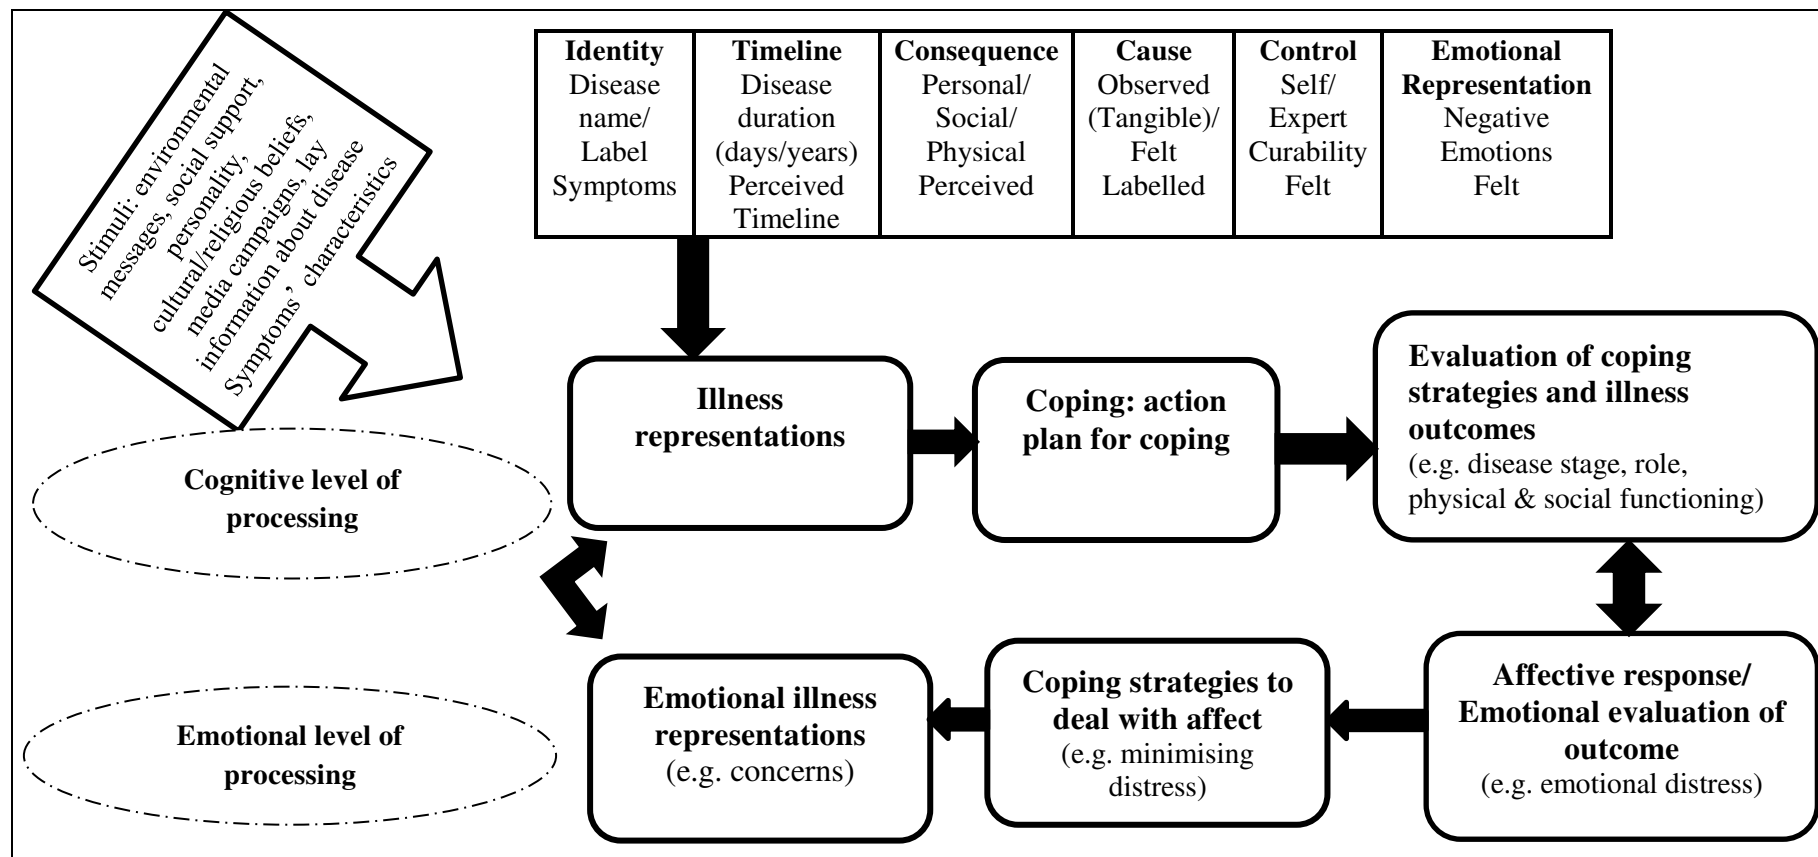 Stimuli: environmental
messages, social support,
personality,
cultural/religious beliefs,
media campaigns, lay
information about disease
Symptoms’ characteristics
Identity
Disease
name/
Label
Symptoms
Timeline
Disease
duration
(days/years)
Perceived
Timeline
Consequence
Personal/
Social/
Physical
Perceived
Cause
Observed
(Tangible)/
Felt
Labelled
Control
Self/
Expert
Curability
Felt
Emotional
Representation
Negative
Emotions
Felt
Cognitive level of
processing
Illness
representations
Coping: action
plan for coping
Evaluation of coping
strategies and illness
outcomes
(e.g. disease stage, role,
physical & social functioning)
Emotional level of
processing
Emotional illness
representations
(e.g. concerns)
Coping strategies to
deal with affect
(e.g. minimising
distress)
Affective response/
Emotional evaluation of
outcome
(e.g. emotional distress)